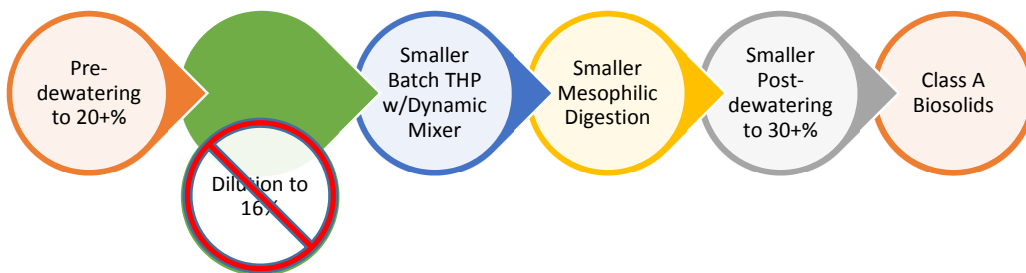 Pre-
dewatering
to 20+%
Dilution to
16%
Smaller
Batch THP
w/Dynamic
Mixer
Smaller
Mesophilic
Digestion
Smaller
Post-
dewatering
to 30+%
Class A
Biosolids